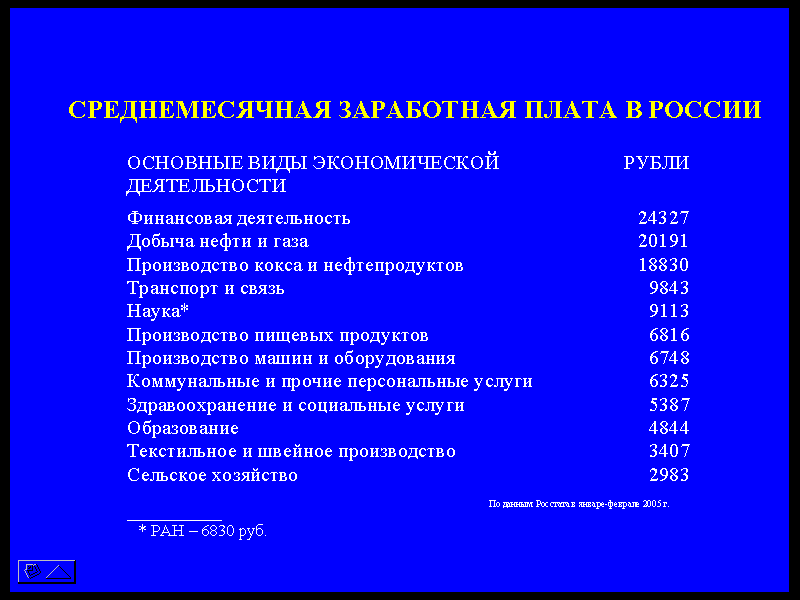 СРЕДНЕМЕСЯЧНАЯ ЗАРАБОТНАЯ ПЛАТА В РОССИИ
ОСНОВНЫЕ ВИДЫ ЭКОНОМИЧЕСКОЙ РУБЛИ
ДЕЯТЕЛЬНОСТИ
Финансовая деятельность 24327
Добыча нефти и газа 20191
Производство кокса и нефтепродуктов 18830
Транспорт и связь 9843
Наука* 9113
Производство пищевых продуктов 6816
Производство машин и оборудования 6748
Коммунальные и прочие персональные услуги 6325
Здравоохранение и социальные услуги 5387
Образование 4844
Текстильное и швейное производство 3407
Сельское хозяйство 2983
По данным Росстата в январе-феврале 2005 г.
* РАН – 6830 руб.